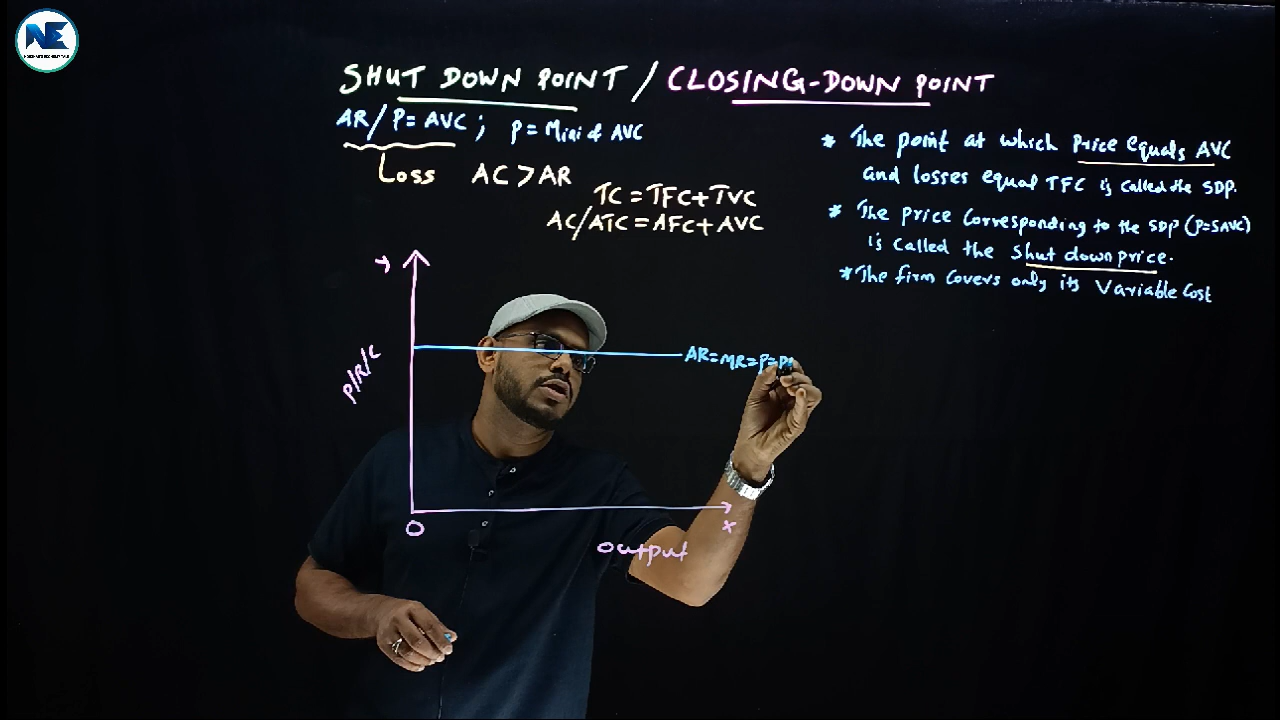 NE
SHUT DOWN POINT / CLOSING-DOWN POINT
AR/P = AVC ; P = Mini of AVC
Loss AC > AR
TC = TFC + TVC
AC/ATC = AFC + AVC
* The point at which Price equals AVC
and losses equal TFC is called the SDP.
* The price corresponding to the SDP (P=SAVC)
is called the Shut down price.
* The firm covers only its Variable Cost
Y
P/R/C
AR=MR=P=
O
X
Output